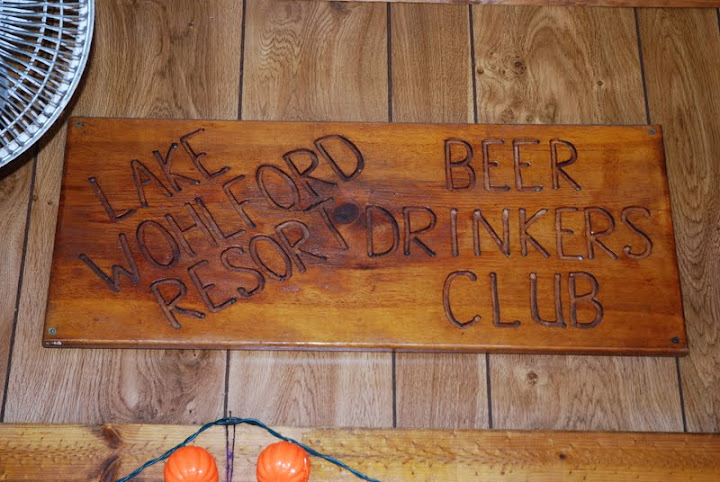 LAKE
WOHLFORD
RESORT
BEER
DRINKERS
CLUB